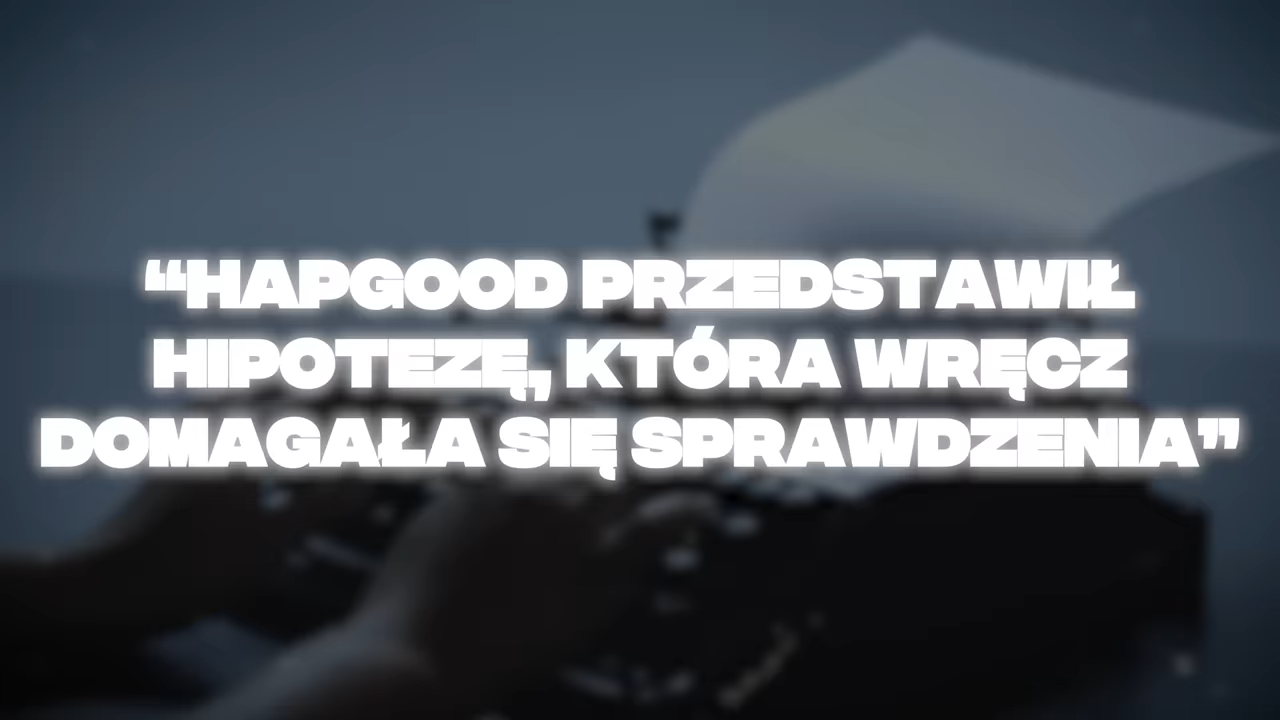 “HAPGOOD PRZEDSTAWIŁ
HIPOTEZĘ, KTÓRA WRĘCZ
DOMAGAŁA SIĘ SPRAWDZENIA”